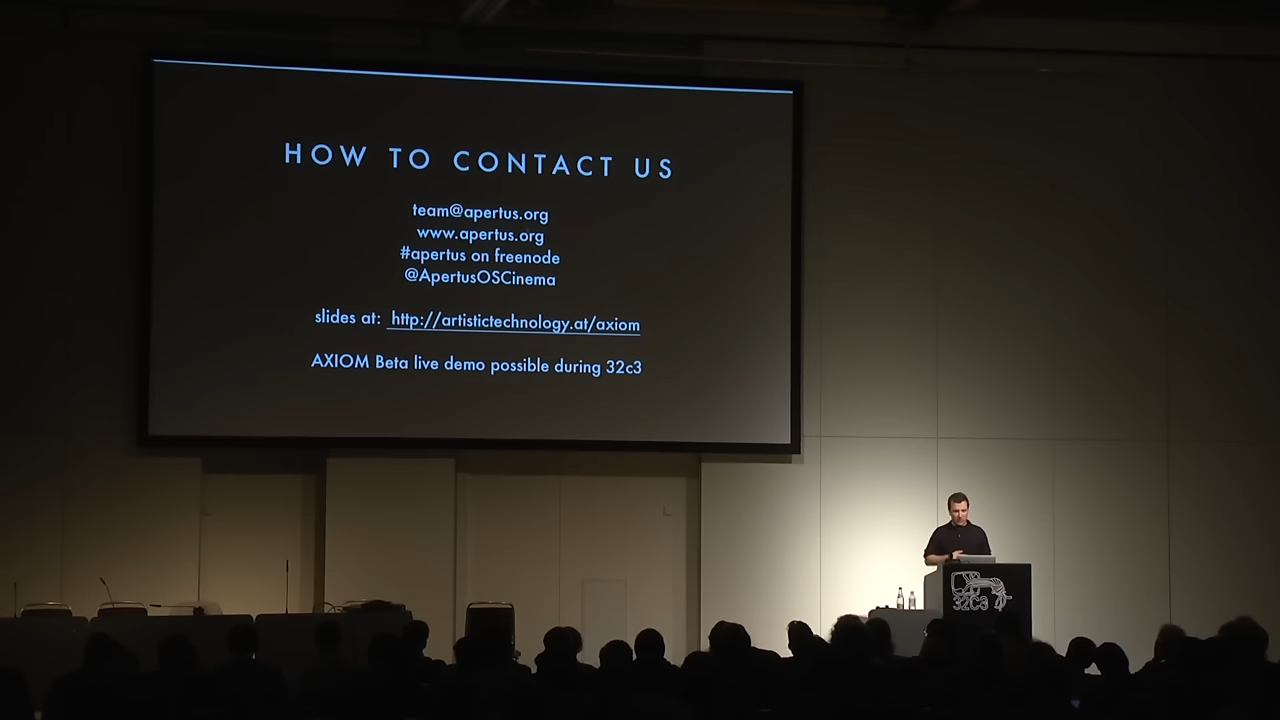 HOW TO CONTACT US
team@apertus.org
www.apertus.org
#apertus on freenode
@ApertusOSCinema
slides at: http://artistictechnology.at/axiom
AXIOM Beta live demo possible during 32c3
32C3